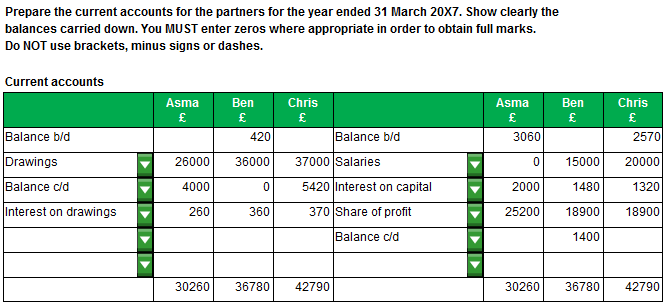 Prepare the current accounts for the partners for the year ended 31 March 20X7. Show clearly the
balances carried down. You MUST enter zeros where appropriate in order to obtain full marks.
Do NOT use brackets, minus signs or dashes.
Current accounts
Asma Ben Chris Asma Ben Chris
£ £ £ £ £ £
Balance b/d 420 Balance b/d 3060 2570
Drawings 26000 36000 37000 Salaries 0 15000 20000
Balance c/d 4000 0 5420 Interest on capital 2000 1480 1320
Interest on drawings 260 360 370 Share of profit 25200 18900 18900
Balance c/d 1400
30260 36780 42790 30260 36780 42790